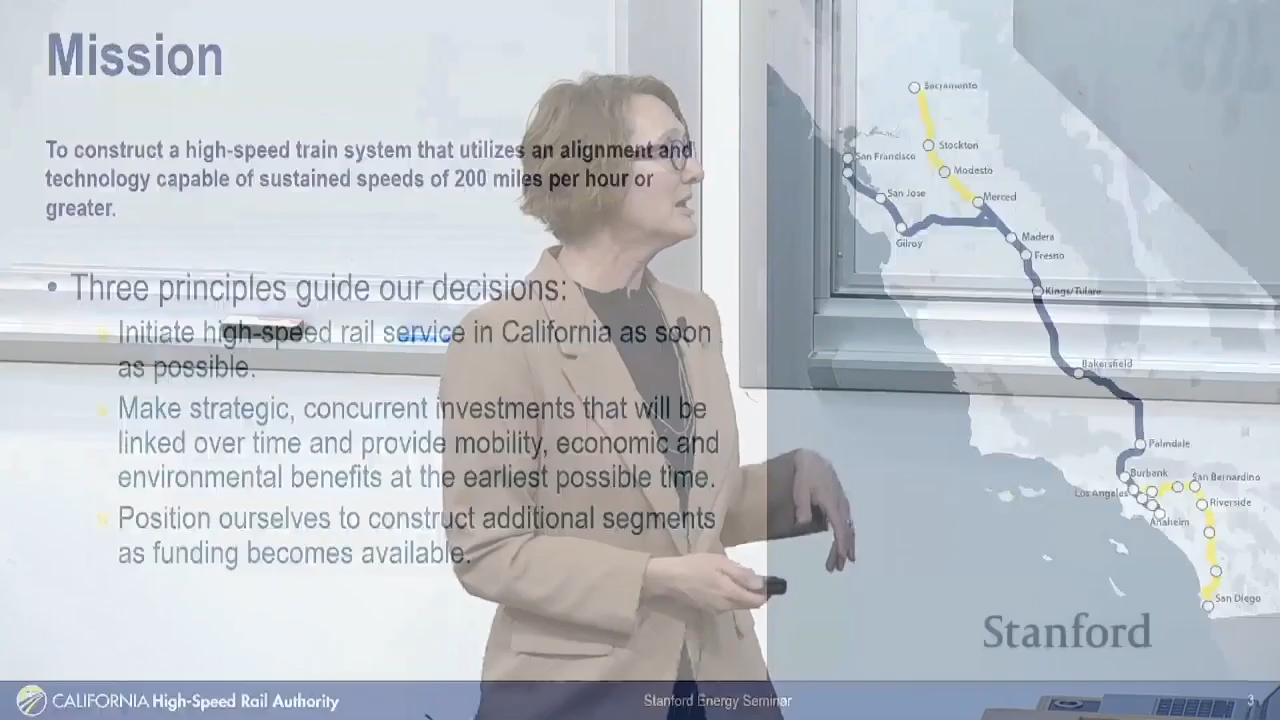 Mission
To construct a high-speed train system that utilizes an alignment and
technology capable of sustained speeds of 200 miles per hour or
greater.
• Three principles guide our decisions:
» Initiate high-speed rail service in California as soon
as possible.
» Make strategic, concurrent investments that will be
linked over time and provide mobility, economic and
environmental benefits at the earliest possible time.
» Position ourselves to construct additional segments
as funding becomes available.
Sacramento
Stockton
San Francisco
Modesto
San Jose
Merced
Gilroy
Madera
Fresno
Kings/Tulare
Bakersfield
Palmdale
Burbank
San Bernardino
Los Angeles
Riverside
Anaheim
San Diego
Stanford
CALIFORNIA High-Speed Rail Authority
Stanford Energy Seminar
3